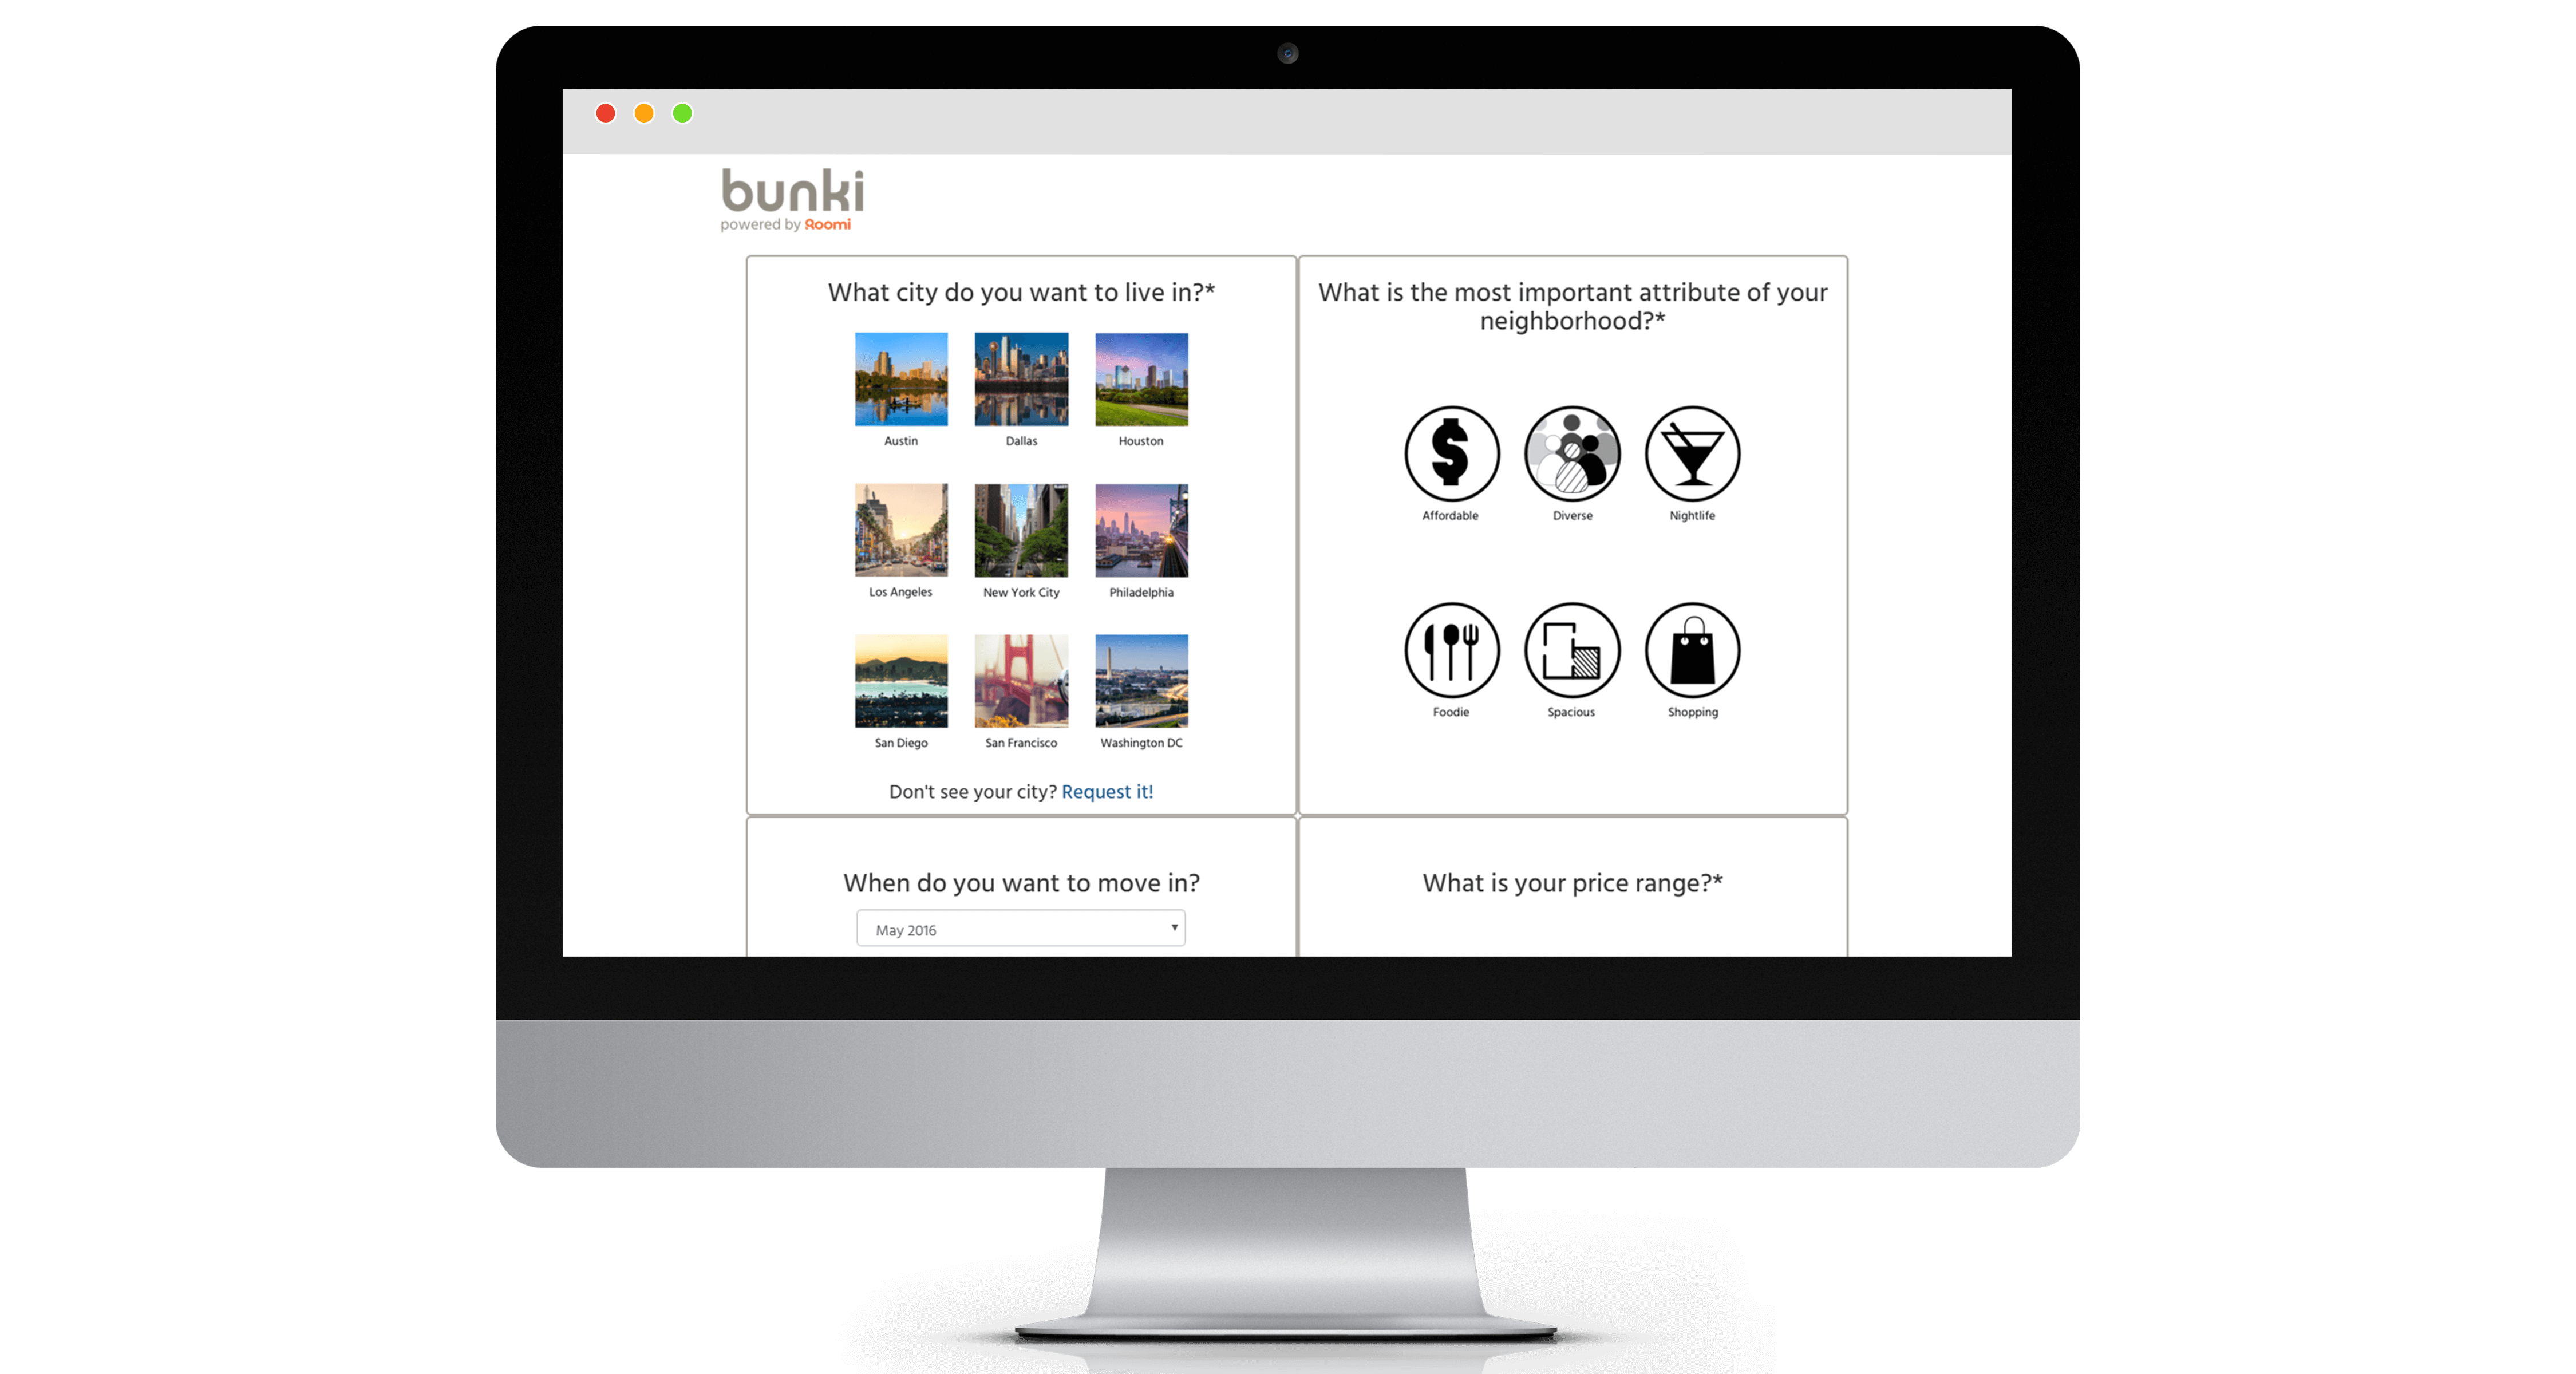 bunki
powered by Roomi
What city do you want to live in?*
Austin
Dallas
Houston
Los Angeles
New York City
Philadelphia
San Diego
San Francisco
Washington DC
Don't see your city? Request it!
What is the most important attribute of your
neighborhood?*
Affordable
Diverse
Nightlife
Foodie
Spacious
Shopping
When do you want to move in?
May 2016
What is your price range?*